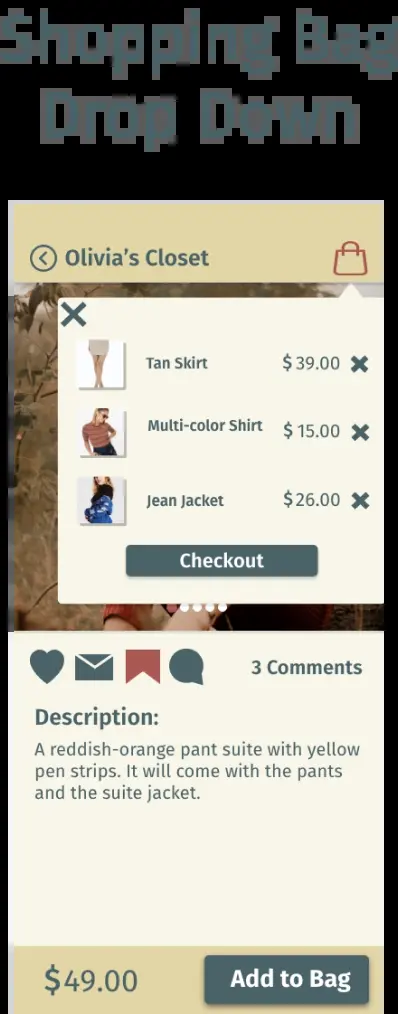 Shopping Bag
Drop Down
Olivia's Closet
Tan Skirt $39.00
Multi-color Shirt $15.00
Jean Jacket $26.00
Checkout
3 Comments
Description:
A reddish-orange pant suite with yellow
pen strips. It will come with the pants
and the suite jacket.
$49.00 Add to Bag